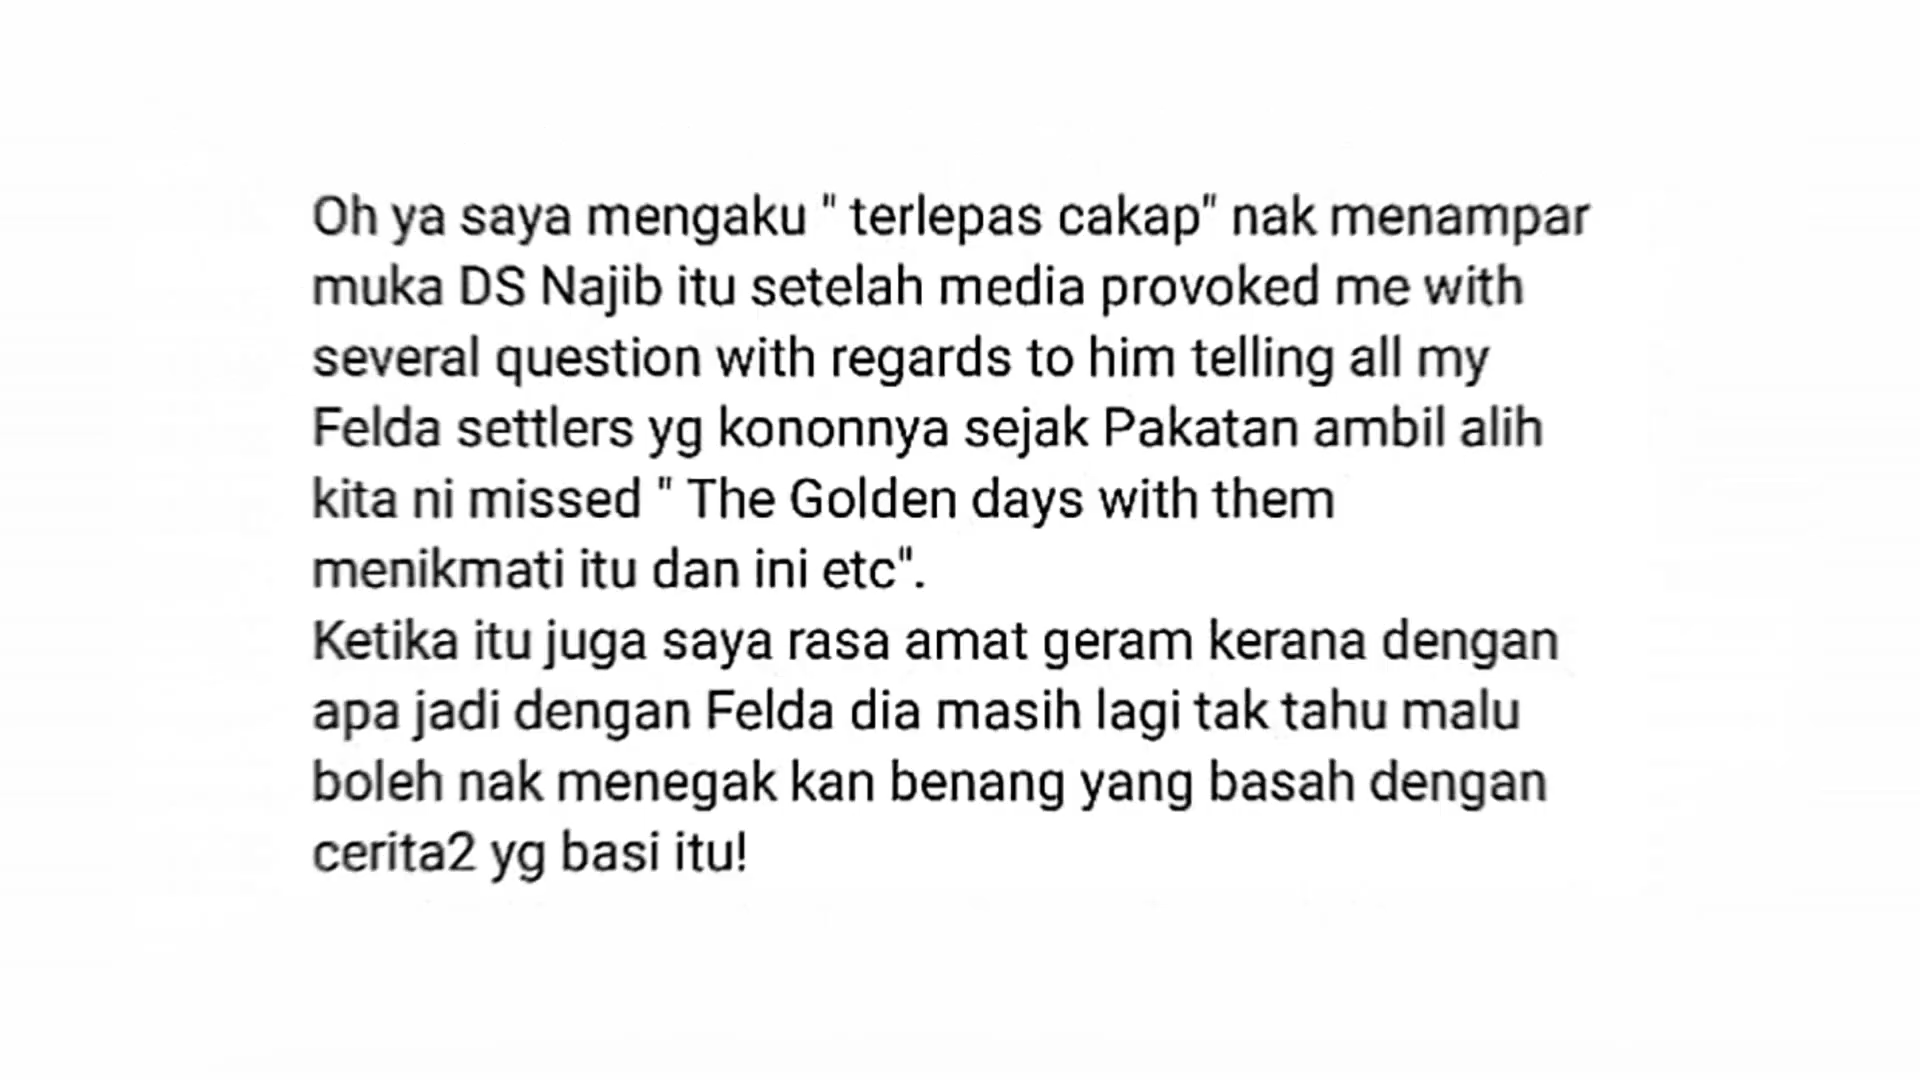 Oh ya saya mengaku " terlepas cakap" nak menampar
muka DS Najib itu setelah media provoked me with
several question with regards to him telling all my
Felda settlers yg kononnya sejak Pakatan ambil alih
kita ni missed " The Golden days with them
menikmati itu dan ini etc".
Ketika itu juga saya rasa amat geram kerana dengan
apa jadi dengan Felda dia masih lagi tak tahu malu
boleh nak menegak kan benang yang basah dengan
cerita2 yg basi itu!